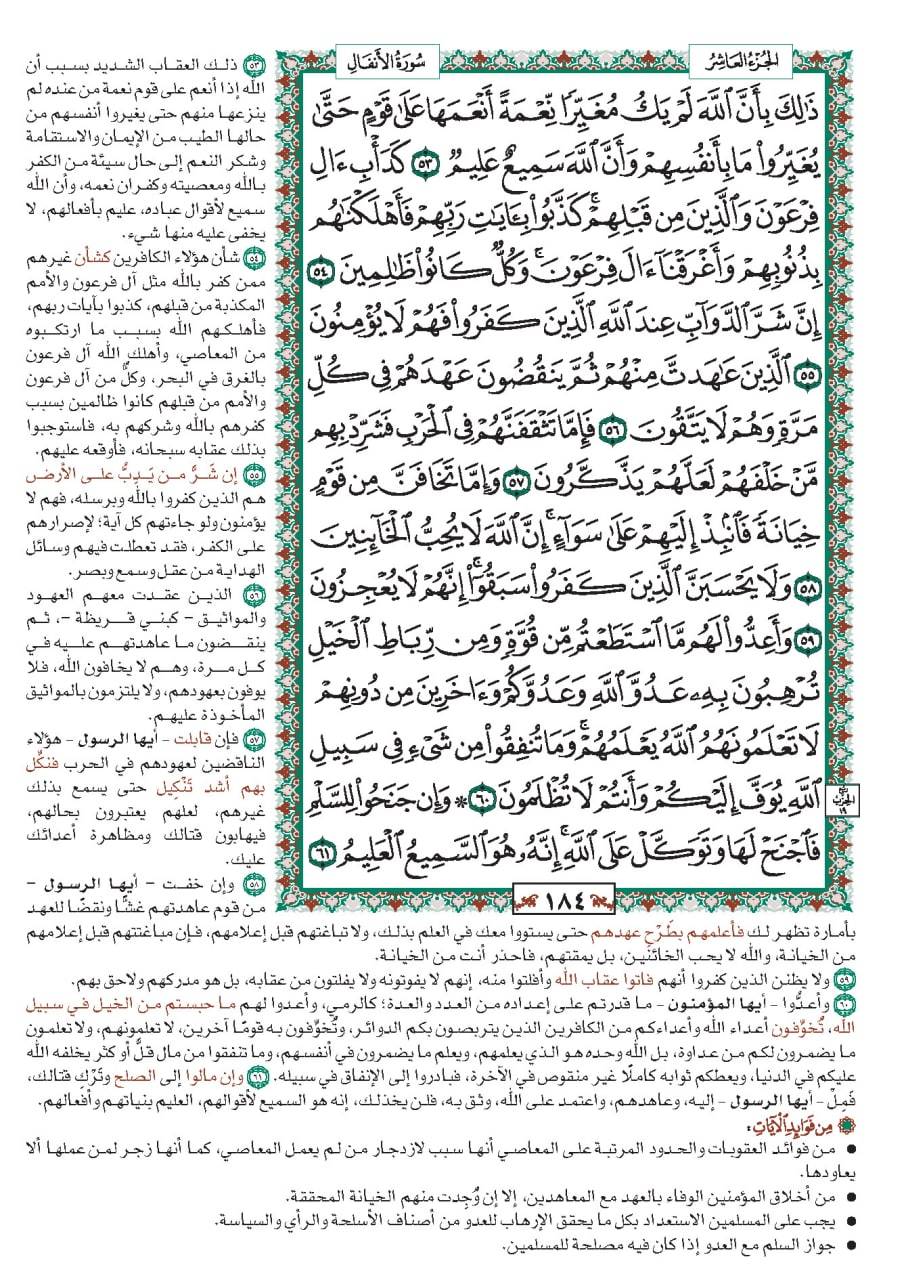 الجُزْءُ العَاشِرُ
سُورَةُ الأَنفَالِ
ذَٰلِكَ بِأَنَّ ٱللَّهَ لَمۡ يَكُ مُغَيِّرٗا نِّعۡمَةً أَنۡعَمَهَا عَلَىٰ قَوۡمٍ حَتَّىٰ
يُغَيِّرُواْ مَا بِأَنفُسِهِمۡ وَأَنَّ ٱللَّهَ سَمِيعٌ عَلِيمٞ ٥٣ كَدَأۡبِ ءَالِ
فِرۡعَوۡنَ وَٱلَّذِينَ مِن قَبۡلِهِمۡۚ كَذَّبُواْ بِـَٔايَٰتِ رَبِّهِمۡ فَأَهۡلَكۡنَٰهُم
بِذُنُوبِهِمۡ وَأَغۡرَقۡنَآ ءَالَ فِرۡعَوۡنَۚ وَكُلّٞ كَانُواْ ظَٰلِمِينَ ٥٤
إِنَّ شَرَّ ٱلدَّوَآبِّ عِندَ ٱللَّهِ ٱلَّذِينَ كَفَرُواْ فَهُمۡ لَا يُؤۡمِنُونَ
٥٥ ٱلَّذِينَ عَٰهَدتَّ مِنۡهُمۡ ثُمَّ يَنقُضُونَ عَهۡدَهُمۡ فِي كُلِّ
مَرَّةٖ وَهُمۡ لَا يَتَّقُونَ ٥٦ فَإِمَّا تَثۡقَفَنَّهُمۡ فِي ٱلۡحَرۡبِ فَشَرِّدۡ بِهِم
مَّنۡ خَلۡفَهُمۡ لَعَلَّهُمۡ يَذَّكَّرُونَ ٥٧ وَإِمَّا تَخَافَنَّ مِن قَوۡمٍ
خِيَانَةٗ فَٱنۢبِذۡ إِلَيۡهِمۡ عَلَىٰ سَوَآءٍۚ إِنَّ ٱللَّهَ لَا يُحِبُّ ٱلۡخَآئِنِينَ
٥٨ وَلَا يَحۡسَبَنَّ ٱلَّذِينَ كَفَرُواْ سَبَقُوٓاْۚ إِنَّهُمۡ لَا يُعۡجِزُونَ
٥٩ وَأَعِدُّواْ لَهُم مَّا ٱسۡتَطَعۡتُم مِّن قُوَّةٖ وَمِن رِّبَاطِ ٱلۡخَيۡلِ
تُرۡهِبُونَ بِهِۦ عَدُوَّ ٱللَّهِ وَعَدُوَّكُمۡ وَءَاخَرِينَ مِن دُونِهِمۡ
لَا تَعۡلَمُونَهُمُ ٱللَّهُ يَعۡلَمُهُمۡۚ وَمَا تُنفِقُواْ مِن شَيۡءٖ فِي سَبِيلِ
ٱللَّهِ يُوَفَّ إِلَيۡكُمۡ وَأَنتُمۡ لَا تُظۡلَمُونَ ٦٠ ۞ وَإِن جَنَحُواْ لِلسَّلۡمِ
فَٱجۡنَحۡ لَهَا وَتَوَكَّلۡ عَلَى ٱللَّهِۚ إِنَّهُۥ هُوَ ٱلسَّمِيعُ ٱلۡعَلِيمُ ٦١
١٨٤
٥٣ ذلك العقاب الشديد بسبب أن
الله إذا أنعم على قوم نعمة من عنده لم
ينزعها منهم حتى يغيروا أنفسهم من
حالها الطيب من الإيمان والاستقامة
وشكر النعم إلى حال سيئة من الكفر
بالله ومعصيته وكفران نعمه، وأن الله
سميع لأقوال عباده، عليم بأفعالهم، لا
يخفى عليه منها شيء.
٥٤ شأن هؤلاء الكافرين كشأن غيرهم
ممن كفر بالله مثل آل فرعون والأمم
المكذبة من قبلهم، كذبوا بآيات ربهم،
فأهلكهم الله بسبب ما ارتكبوه
من المعاصي، وأهلك الله آل فرعون
بالغرق في البحر، وكلٌّ من آل فرعون
والأمم من قبلهم كانوا ظالمين بسبب
كفرهم بالله وشركهم به، فاستوجبوا
بذلك عقابه سبحانه، فأوقعه عليهم.
٥٥ إن شَرَّ من يَدِبُّ على الأرض
هم الذين كفروا بالله وبرسله، فهم لا
يؤمنون ولو جاءتهم كل آية؛ لإصرارهم
على الكفر، فقد تعطلت فيهم وسائل
الهداية من عقل وسمع وبصر.
٥٦ الذين عقدت معهم العهود
والمواثيق - كبني قريظة -، ثم
ينقضون ما عاهدتهم عليه في
كل مرة، وهم لا يخافون الله، فلا
يوفون بعهودهم، ولا يلتزمون بالمواثيق
المأخوذة عليهم.
٥٧ فإن قابلت - أيها الرسول - هؤلاء
الناقضين لعهودهم في الحرب فنكِّل
بهم أشد تَنْكِيل حتى يسمع بذلك
غيرهم، لعلهم يعتبرون بحالهم،
فيهابون قتالك ومظاهرة أعدائك
عليك.
٥٨ وإن خفت - أيها الرسول -
من قوم عاهدتهم غشًّا ونقضًا للعهد
بأمارة تظهر لك فأعلمهم بطَرْحِ عهدهم حتى يستووا معك في العلم بذلك، ولا تباغتهم قبل إعلامهم، فإن مباغتتهم قبل إعلامهم
من الخيانة، والله لا يحب الخائنين، بل يمقتهم، فاحذر أنت من الخيانة.
٥٩ ولا يظنن الذين كفروا أنهم فاتوا عقاب الله وأفلتوا منه، إنهم لا يفوتونه ولا يفلتون من عقابه، بل هو مدركهم ولاحق بهم.
٦٠ وأعدُّوا - أيها المؤمنون - ما قدرتم على إعداده من العدد والعدة؛ كالرمي، وأعدوا لهم ما حبستم من الخيل في سبيل
الله، تُخوِّفون أعداء الله وأعداءكم من الكافرين الذين يتربصون بكم الدوائر، وتُخوِّفون به قومًا آخرين، لا تعلمونهم، ولا تعلمون
ما يضمرون لكم من عداوة، بل الله وحده هو الذي يعلمهم، ويعلم ما يضمرون في أنفسهم، وما تنفقوا من مال قلَّ أو كثر يخلفه الله
عليكم في الدنيا، ويعطكم ثوابه كاملًا غير منقوص في الآخرة، فبادروا إلى الإنفاق في سبيله. ٦١ وإن مالوا إلى الصلح وتَرْكِ قتالك،
فَمِلْ - أيها الرسول - إليه، وعاهدهم، واعتمد على الله، وثق به، فلن يخذلك، إنه هو السميع لأقوالهم، العليم بنياتهم وأفعالهم.
مِن فَوَائِدِ الْآيَاتِ:
● من فوائد العقوبات والحدود المرتبة على المعاصي أنها سبب لازدجار من لم يعمل المعاصي، كما أنها زجر لمن عملها ألا
يعاودها.
● من أخلاق المؤمنين الوفاء بالعهد مع المعاهدين، إلا إن وُجِدت منهم الخيانة المحققة.
● يجب على المسلمين الاستعداد بكل ما يحقق الإرهاب للعدو من أصناف الأسلحة والرأي والسياسة.
● جواز السلم مع العدو إذا كان فيه مصلحة للمسلمين.